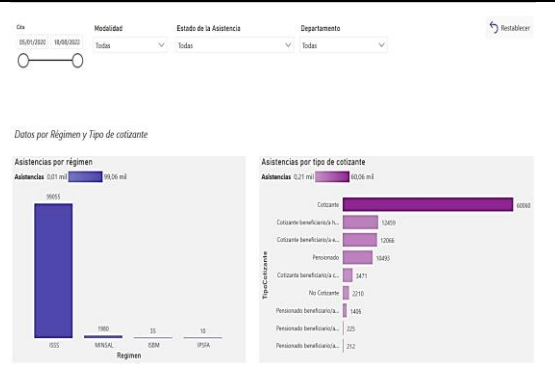 Cita
Modalidad
Estado de la Asistencia
Departamento
Restablecer
05/01/2020 18/08/2022
Todas
Todas
Todas
Datos por Régimen y Tipo de cotizante
Asistencias por régimen
Asistencias 0,01 mil 99,06 mil
99055
1980
35
10
ISSS
MINSAL
ISBM
IPSFA
Regimen
Asistencias por tipo de cotizante
Asistencias 0,21 mil 60,06 mil
TipoCotizante
Cotizante 60060
Cotizante beneficiario/a h... 12459
Cotizante beneficiario/a e... 12066
Pensionado 10493
Cotizante beneficiario/a c... 3471
No Cotizante 2210
Pensionado beneficiario/a... 1406
Pensionado beneficiario/a... 225
Pensionado beneficiario/a... 212